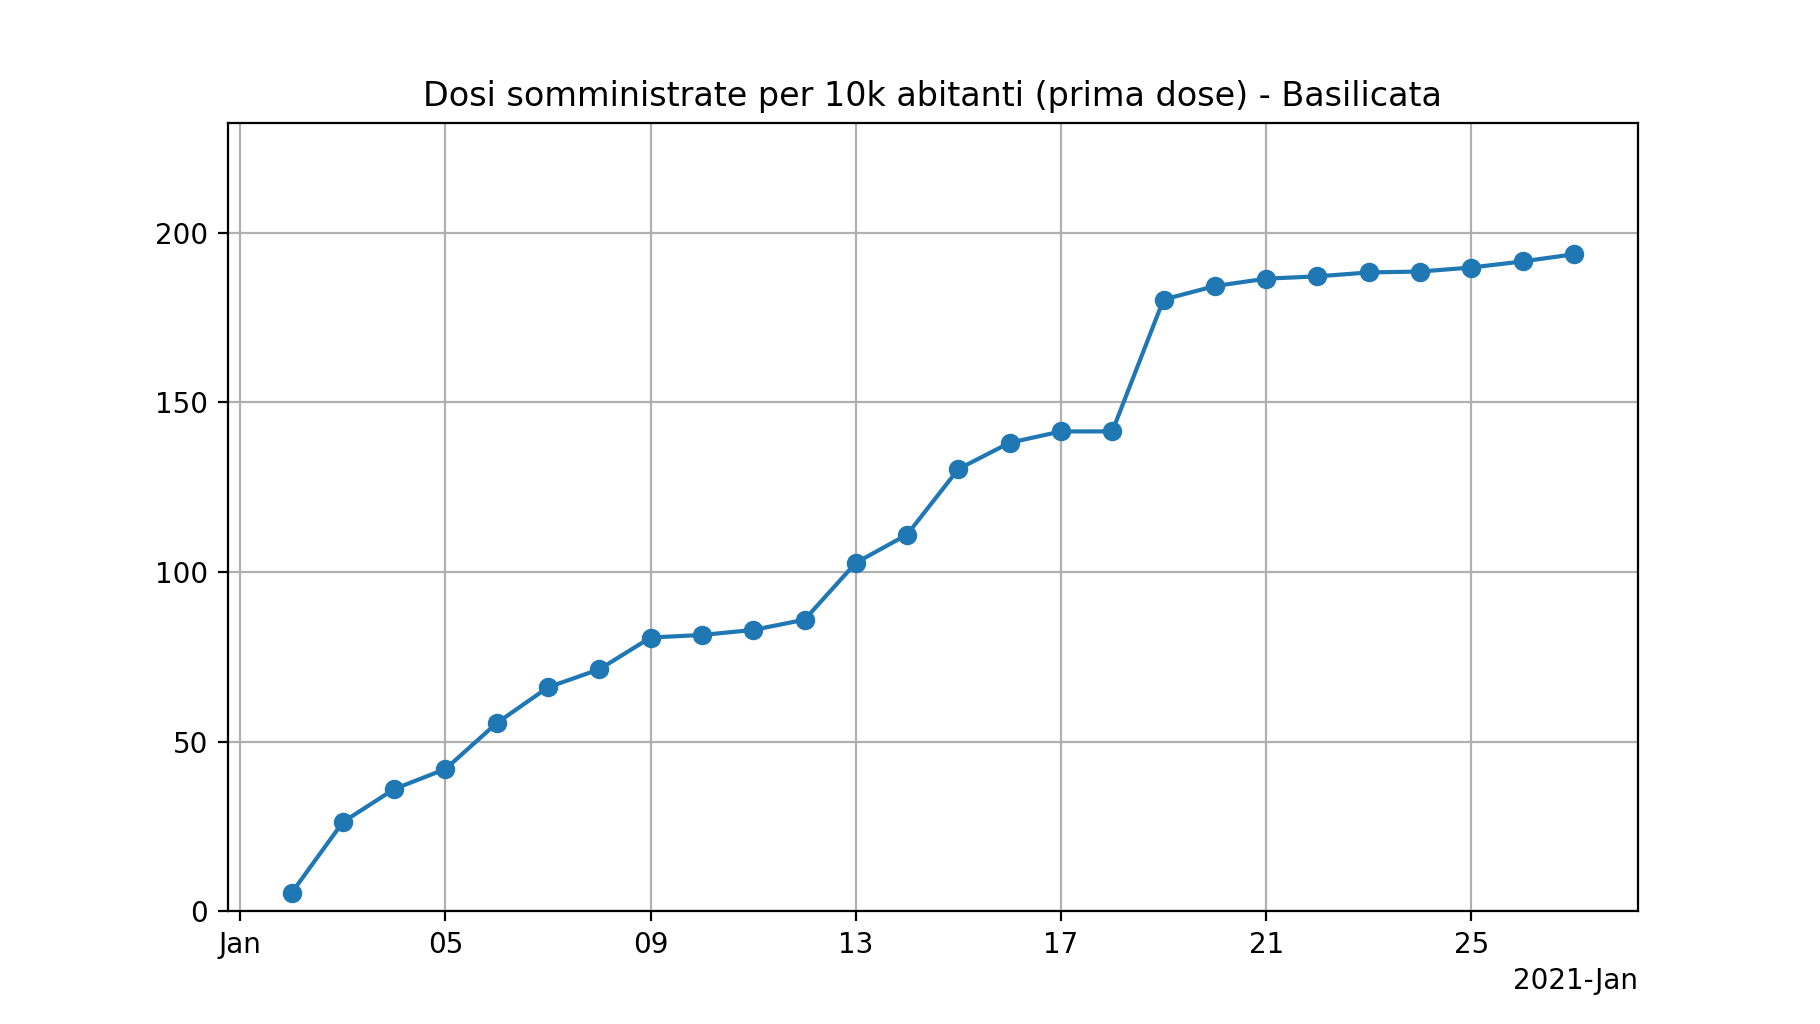 Dosi somministrate per 10k abitanti (prima dose) - Basilicata
200
150
100
50
0
Jan 05 09 13 17 21 25
2021-Jan